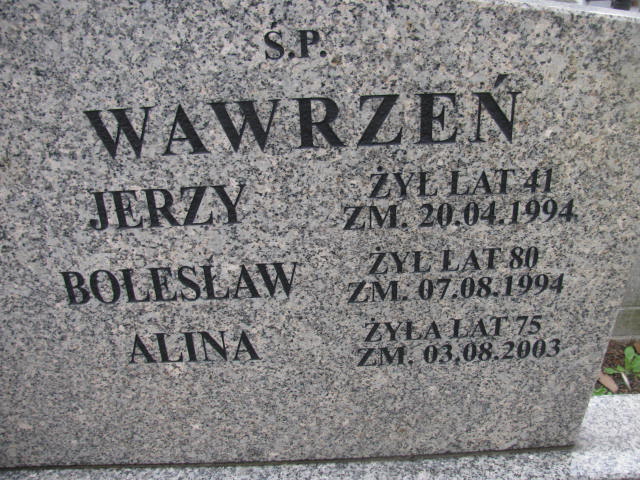 Ś.P.
WAWRZEŃ
JERZY ŻYŁ LAT 41
ZM. 20.04.1994
BOLESŁAW ŻYŁ LAT 80
ZM. 07.08.1994
ALINA ŻYŁA LAT 75
ZM. 03.08.2003